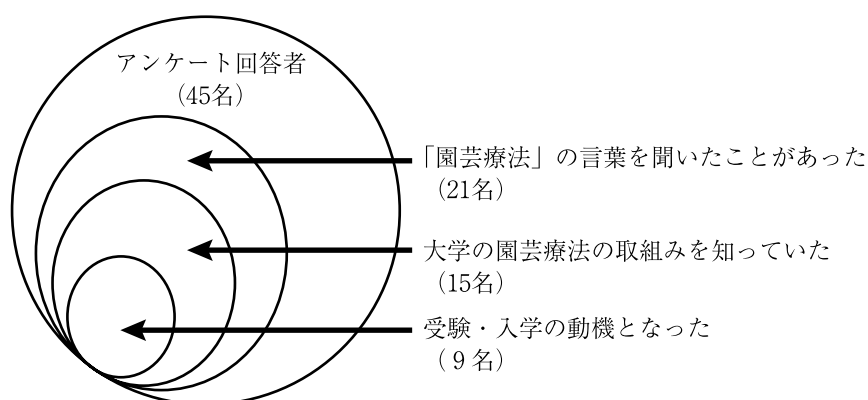 アンケート回答者
（45名）
「園芸療法」の言葉を聞いたことがあった
（21名）
大学の園芸療法の取組みを知っていた
（15名）
受験・入学の動機となった
（９名）